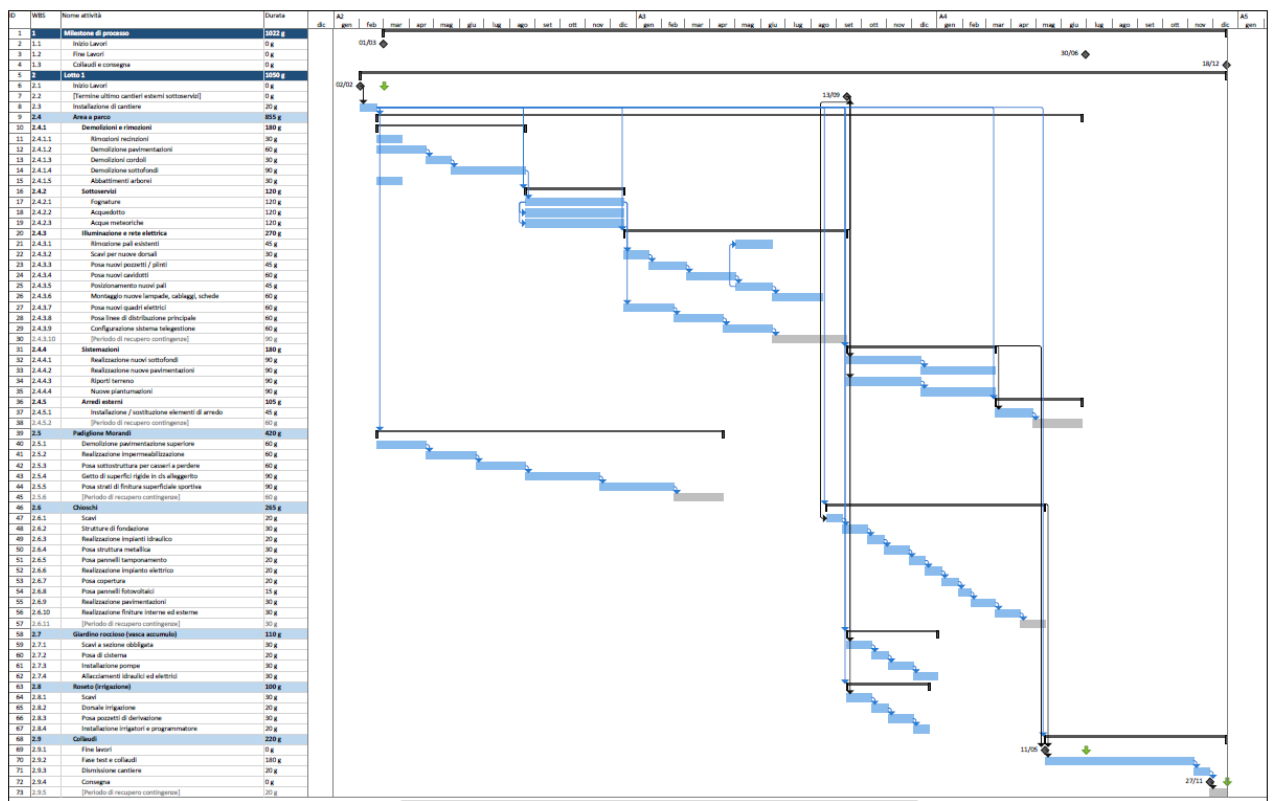 ID WBS Nome attività Durata A2 A3 A4 A5
dic gen feb mar apr mag giu lug ago set ott nov dic gen feb mar apr mag giu lug ago set ott nov dic gen feb mar apr mag giu lug ago set ott nov dic gen
1 1 Milestone di processo 1022 g
2 1.1 Inizio Lavori 0 g 01/03
3 1.2 Fine Lavori 0 g 30/06
4 1.3 Collaudi e consegna 0 g 18/12
5 2 Lotto 1 1050 g
6 2.1 Inizio Lavori 0 g 02/02
7 2.2 [Termine ultimo cantieri esterni sottoservizi] 0 g 13/09
8 2.3 Installazione di cantiere 20 g
9 2.4 Area a parco 855 g
10 2.4.1 Demolizioni e rimozioni 180 g
11 2.4.1.1 Rimozioni recinzioni 30 g
12 2.4.1.2 Demolizione pavimentazioni 60 g
13 2.4.1.3 Demolizioni cordoli 30 g
14 2.4.1.4 Demolizione sottofondi 90 g
15 2.4.1.5 Abbattimenti arborei 30 g
16 2.4.2 Sottoservizi 120 g
17 2.4.2.1 Fognature 120 g
18 2.4.2.2 Acquedotto 120 g
19 2.4.2.3 Acque meteoriche 120 g
20 2.4.3 Illuminazione e rete elettrica 270 g
21 2.4.3.1 Rimozione pali esistenti 45 g
22 2.4.3.2 Scavi per nuove dorsali 30 g
23 2.4.3.3 Posa nuovi pozzetti / plinti 45 g
24 2.4.3.4 Posa nuovi cavidotti 60 g
25 2.4.3.5 Posizionamento nuovi pali 45 g
26 2.4.3.6 Montaggio nuove lampade, cablaggi, schede 60 g
27 2.4.3.7 Posa nuovi quadri elettrici 60 g
28 2.4.3.8 Posa linee di distribuzione principale 60 g
29 2.4.3.9 Configurazione sistema telegestione 60 g
30 2.4.3.10 [Periodo di recupero contingenze] 90 g
31 2.4.4 Sistemazioni 180 g
32 2.4.4.1 Realizzazione nuovi sottofondi 90 g
33 2.4.4.2 Realizzazione nuove pavimentazioni 90 g
34 2.4.4.3 Riporti terreno 90 g
35 2.4.4.4 Nuove piantumazioni 90 g
36 2.4.5 Arredi esterni 105 g
37 2.4.5.1 Installazione / sostituzione elementi di arredo 45 g
38 2.4.5.2 [Periodo di recupero contingenze] 60 g
39 2.5 Padiglione Morandi 420 g
40 2.5.1 Demolizione pavimentazione superiore 60 g
41 2.5.2 Realizzazione impermeabilizzazione 60 g
42 2.5.3 Posa sottostruttura per casseri a perdere 60 g
43 2.5.4 Getto di superfici rigide in cls alleggerito 90 g
44 2.5.5 Posa strati di finitura superficiale sportiva 90 g
45 2.5.6 [Periodo di recupero contingenze] 60 g
46 2.6 Chioschi 265 g
47 2.6.1 Scavi 20 g
48 2.6.2 Strutture di fondazione 30 g
49 2.6.3 Realizzazione impianti idraulico 20 g
50 2.6.4 Posa struttura metallica 30 g
51 2.6.5 Posa pannelli tamponamento 20 g
52 2.6.6 Realizzazione impianto elettrico 20 g
53 2.6.7 Posa copertura 20 g
54 2.6.8 Posa pannelli fotovoltaici 15 g
55 2.6.9 Realizzazione pavimentazioni 30 g
56 2.6.10 Realizzazione finiture interne ed esterne 30 g
57 2.6.11 [Periodo di recupero contingenze] 30 g
58 2.7 Giardino roccioso (vasca accumulo) 110 g
59 2.7.1 Scavi a sezione obbligata 30 g
60 2.7.2 Posa di cisterna 20 g
61 2.7.3 Installazione pompe 30 g
62 2.7.4 Allacciamenti idraulici ed elettrici 30 g
63 2.8 Roseto (irrigazione) 100 g
64 2.8.1 Scavi 30 g
65 2.8.2 Dorsale irrigazione 20 g
66 2.8.3 Posa pozzetti di derivazione 30 g
67 2.8.4 Installazione irrigatori e programmatore 20 g
68 2.9 Collaudi 220 g
69 2.9.1 Fine lavori 0 g 11/05
70 2.9.2 Fase test e collaudi 180 g
71 2.9.3 Dismissione cantiere 20 g
72 2.9.4 Consegna 0 g 27/11
73 2.9.5 [Periodo di recupero contingenze] 20 g